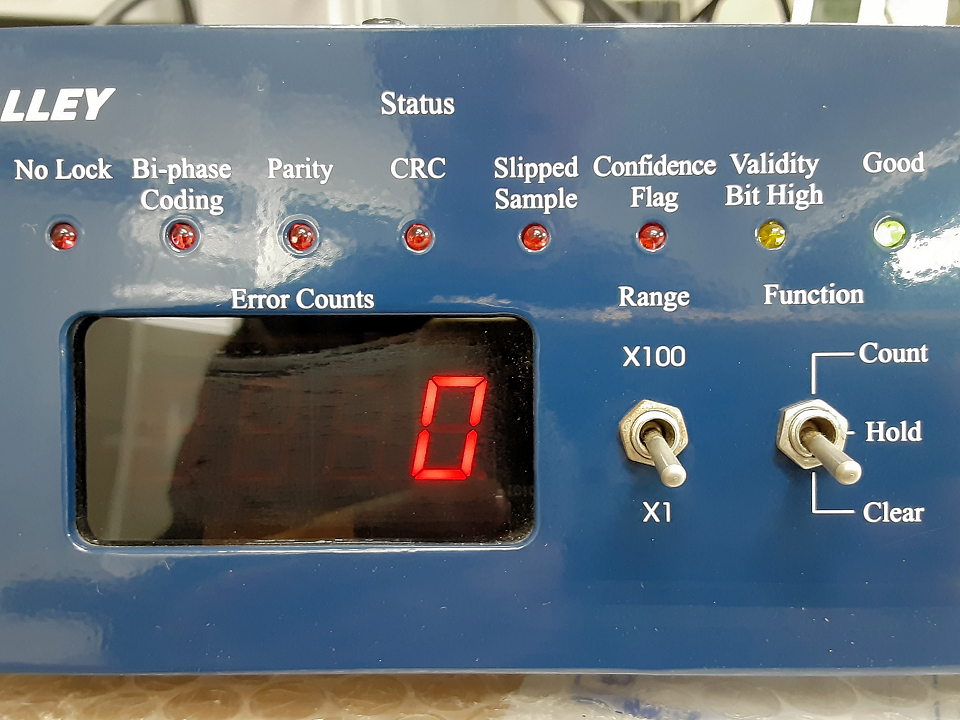 LLEY
Status
No Lock
Bi-phase
Coding
Parity
CRC
Slipped
Sample
Confidence
Flag
Validity
Bit High
Good
Error Counts
Range
Function
0
X100
X1
Count
Hold
Clear